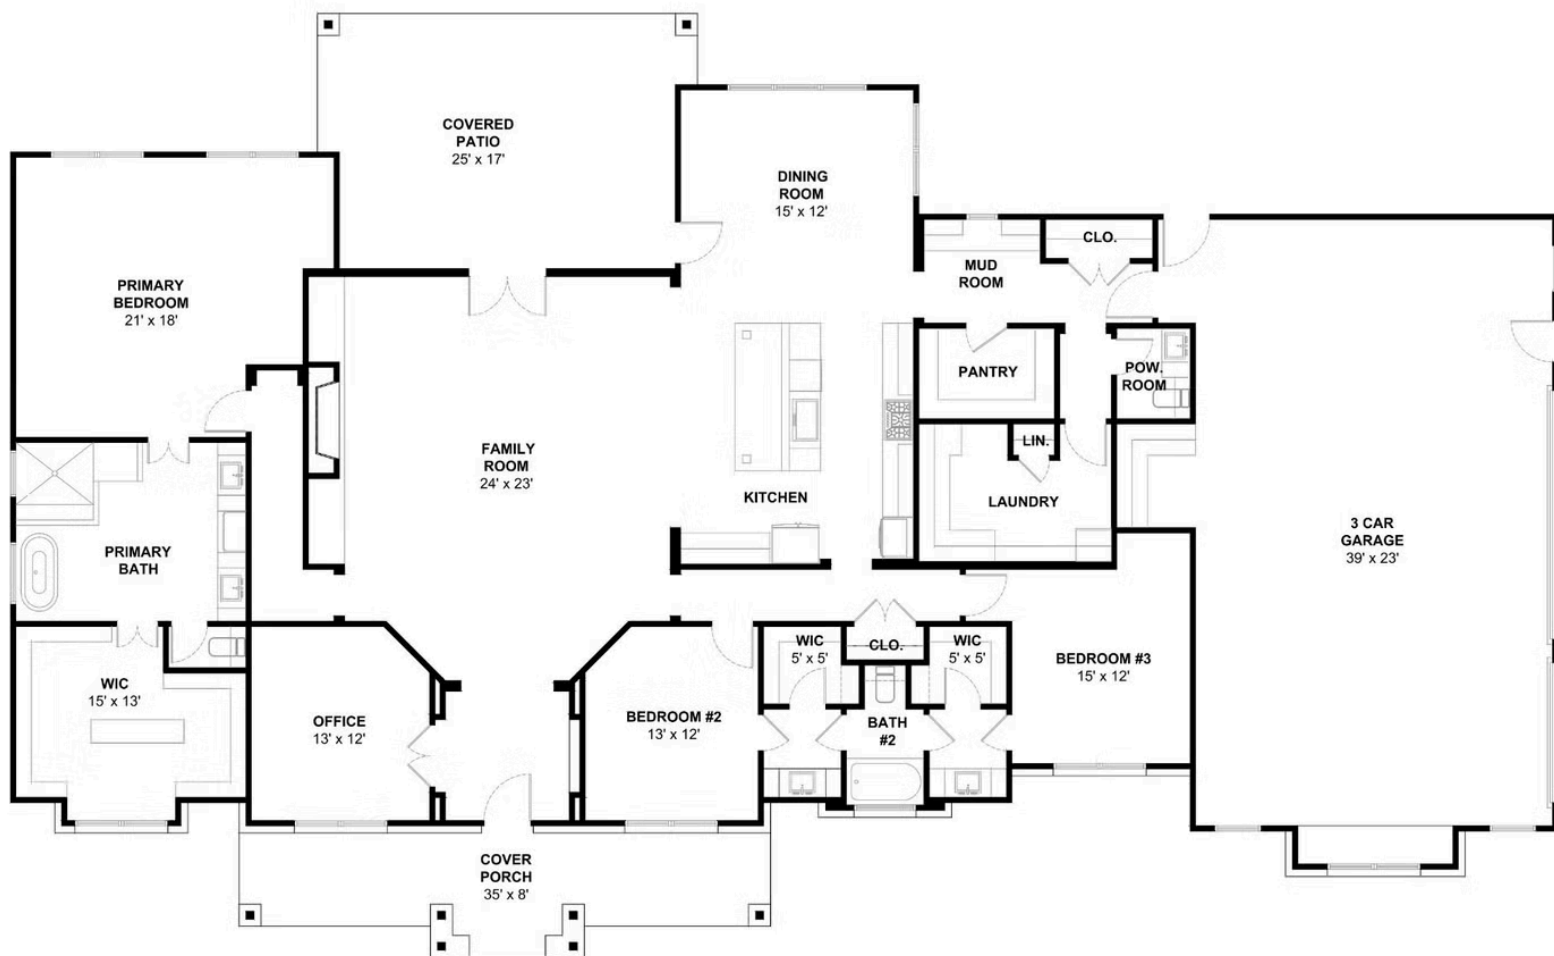 COVERED
PATIO
25' x 17'
DINING
ROOM
15' x 12'
CLO.
MUD
ROOM
PRIMARY
BEDROOM
21' x 18'
PANTRY
POW.
ROOM
FAMILY
ROOM
24' x 23'
LIN.
KITCHEN
LAUNDRY
3 CAR
GARAGE
39' x 23'
PRIMARY
BATH
WIC
5' x 5'
CLO.
WIC
5' x 5'
BEDROOM #3
15' x 12'
WIC
15' x 13'
OFFICE
13' x 12'
BEDROOM #2
13' x 12'
BATH
#2
COVER
PORCH
35' x 8'